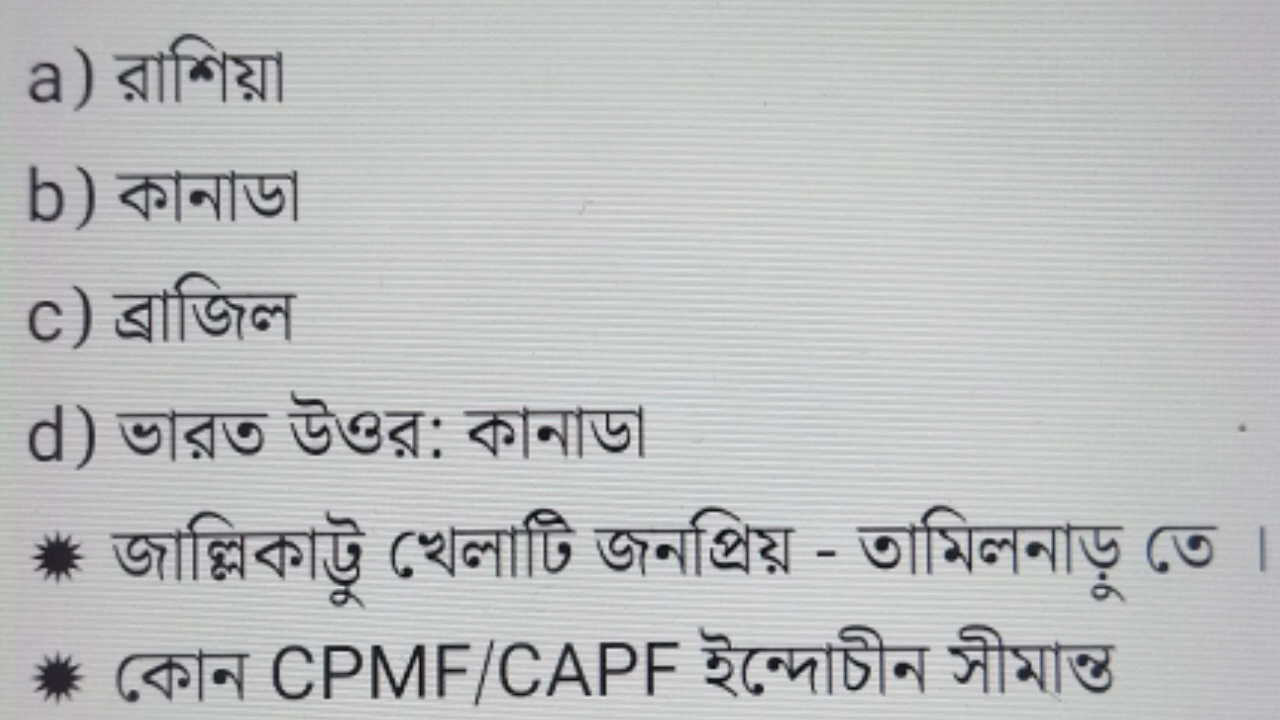 a) রাশিয়া
b) কানাডা
c) ব্রাজিল
d) ভারত উওর: কানাডা
✷ জাল্লিকাট্টু খেলাটি জনপ্রিয় - তামিলনাড়ু তে ।
✷ কোন CPMF/CAPF ইন্দোচীন সীমান্ত